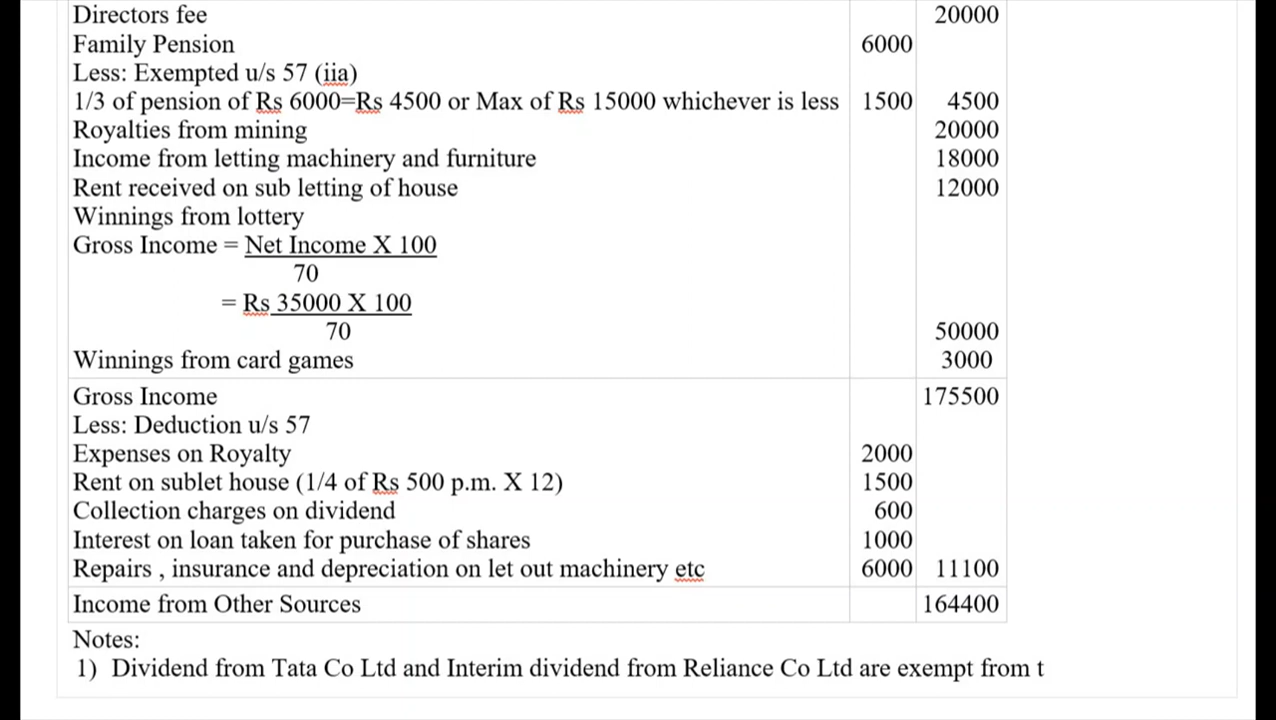 Directors fee 20000
Family Pension 6000
Less: Exempted u/s 57 (iia)
1/3 of pension of Rs 6000=Rs 4500 or Max of Rs 15000 whichever is less 1500 4500
Royalties from mining 20000
Income from letting machinery and furniture 18000
Rent received on sub letting of house 12000
Winnings from lottery
Gross Income = Net Income X 100
70
= Rs 35000 X 100
70 50000
Winnings from card games 3000
Gross Income 175500
Less: Deduction u/s 57
Expenses on Royalty 2000
Rent on sublet house (1/4 of Rs 500 p.m. X 12) 1500
Collection charges on dividend 600
Interest on loan taken for purchase of shares 1000
Repairs , insurance and depreciation on let out machinery etc 6000 11100
Income from Other Sources 164400
Notes:
1) Dividend from Tata Co Ltd and Interim dividend from Reliance Co Ltd are exempt from t